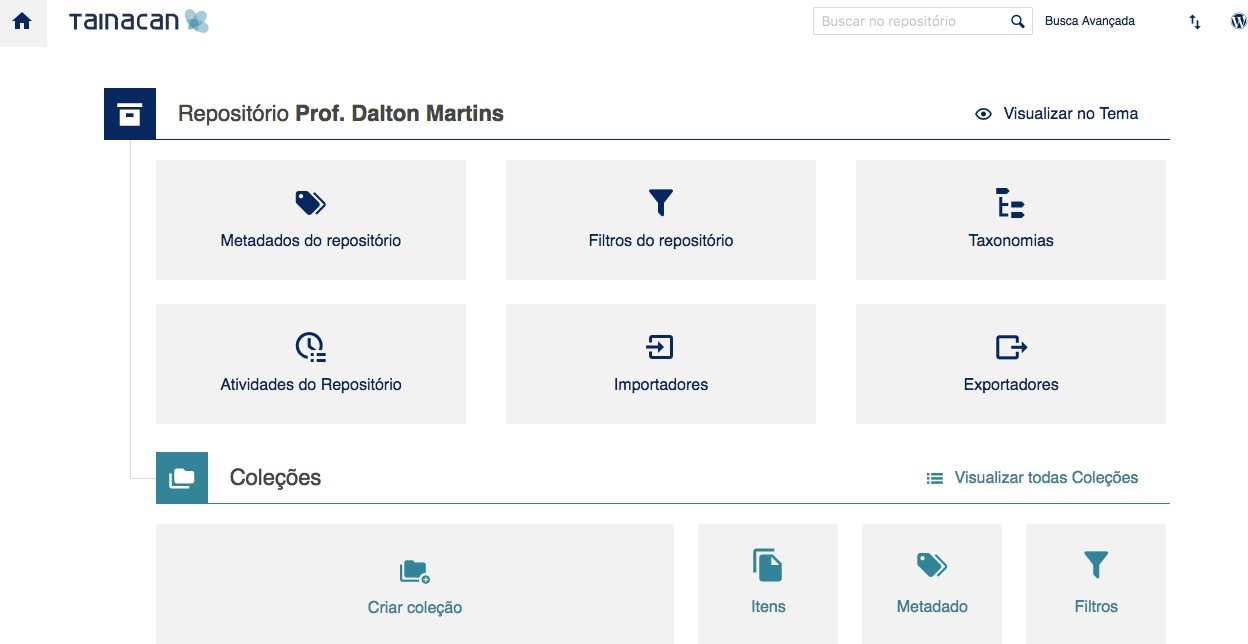 TAINACAN
Buscar no repositório
Busca Avançada
Repositório Prof. Dalton Martins
Visualizar no Tema
Metadados do repositório
Filtros do repositório
Taxonomias
Atividades do Repositório
Importadores
Exportadores
Coleções
Visualizar todas Coleções
Criar coleção
Itens
Metadado
Filtros